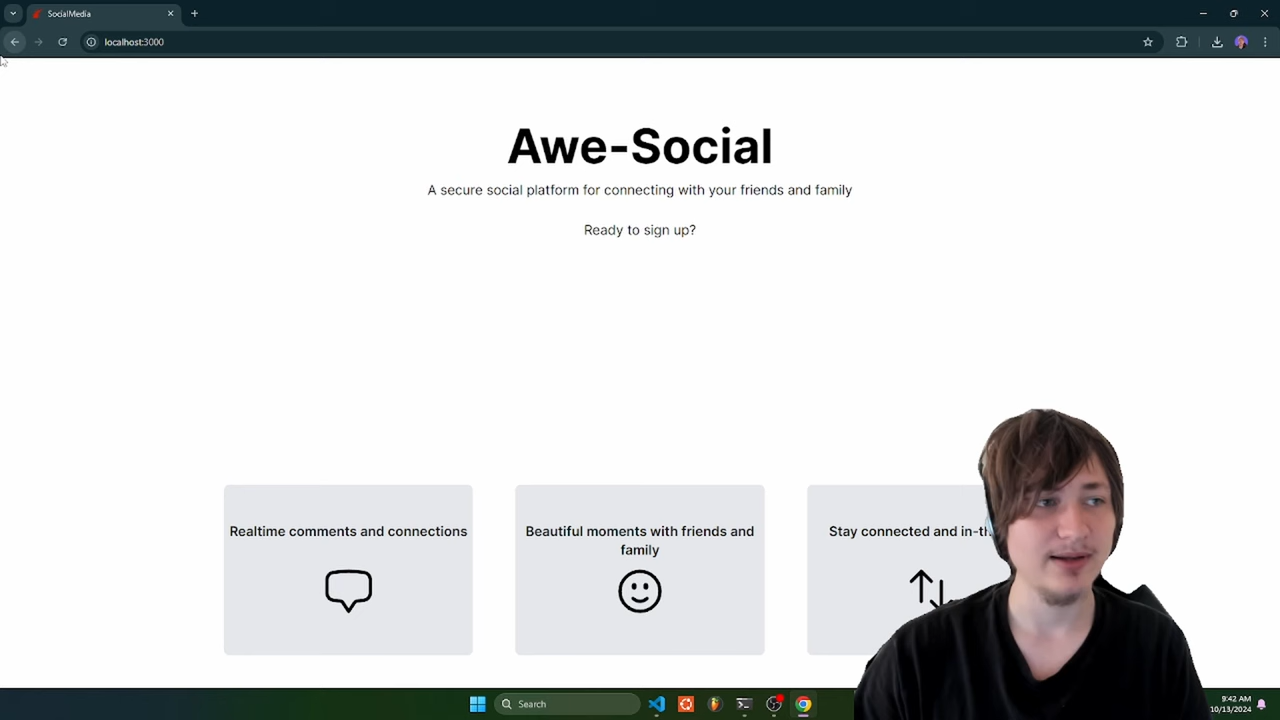 SocialMedia
localhost:3000
Awe-Social
A secure social platform for connecting with your friends and family
Ready to sign up?
Realtime comments and connections
Beautiful moments with friends and
family
Stay connected and
Search
9:42 AM
10/13/2024